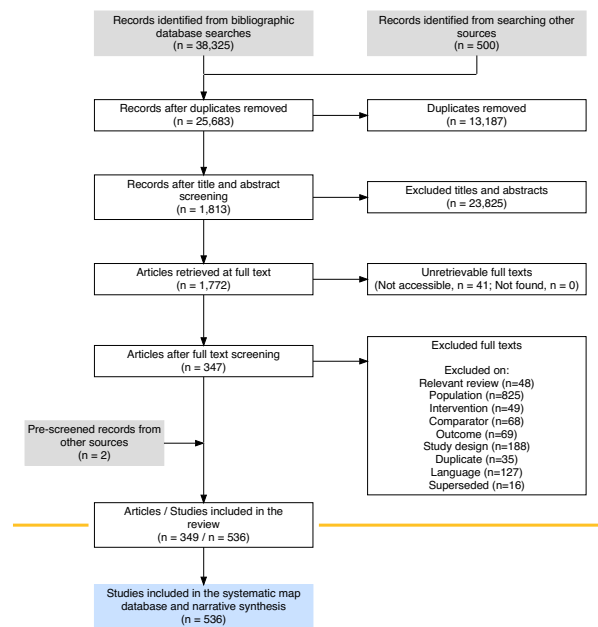 Records identified from bibliographic
database searches
(n = 38,325)
Records identified from searching other
sources
(n = 500)
Records after duplicates removed
(n = 25,683)
Duplicates removed
(n = 13,187)
Records after title and abstract
screening
(n = 1,813)
Excluded titles and abstracts
(n = 23,825)
Articles retrieved at full text
(n = 1,772)
Unretrievable full texts
(Not accessible, n = 41; Not found, n = 0)
Articles after full text screening
(n = 347)
Excluded full texts
Excluded on:
Relevant review (n=48)
Population (n=825)
Intervention (n=49)
Comparator (n=68)
Outcome (n=69)
Study design (n=188)
Duplicate (n=35)
Language (n=127)
Superseded (n=16)
Pre-screened records from
other sources
(n = 2)
Articles / Studies included in the
review
(n = 349 / n = 536)
Studies included in the systematic map
database and narrative synthesis
(n = 536)